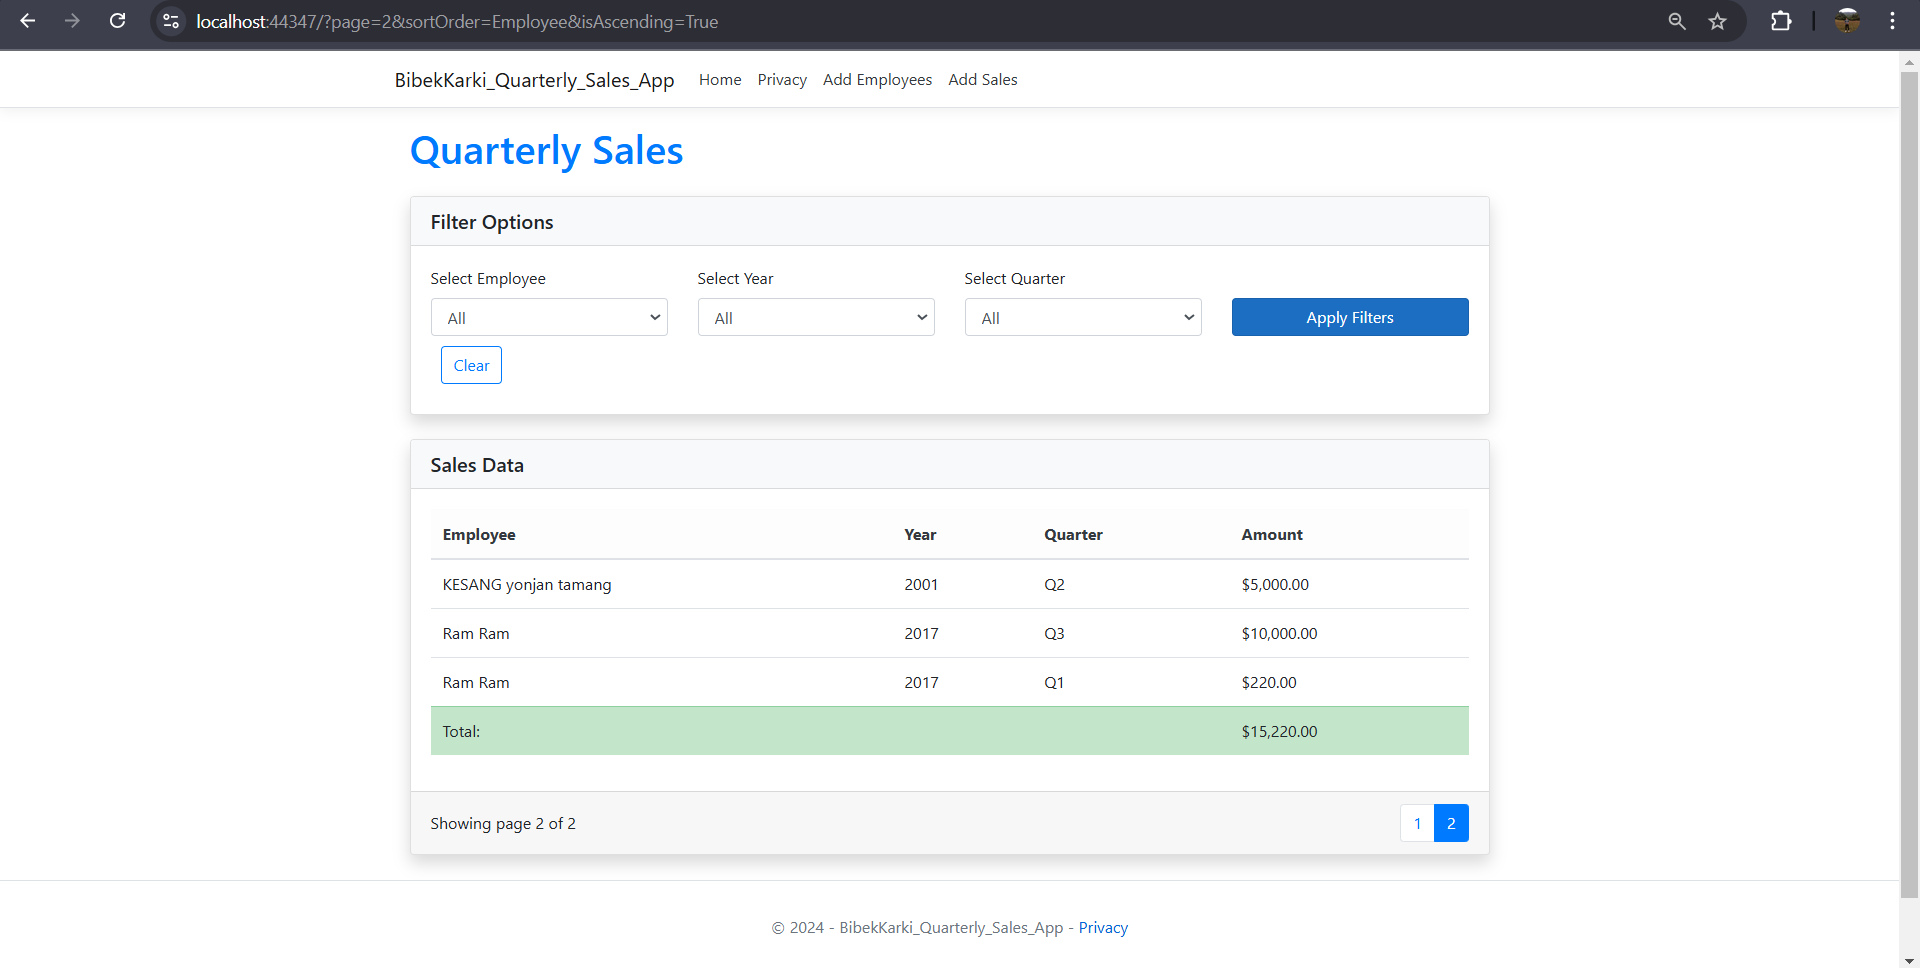 localhost:44347/?page=2&sortOrder=Employee&isAscending=True
BibekKarki_Quarterly_Sales_App Home Privacy Add Employees Add Sales
Quarterly Sales
Filter Options
Select Employee Select Year Select Quarter
All All All Apply Filters
Clear
Sales Data
Employee Year Quarter Amount
KESANG yonjan tamang 2001 Q2 $5,000.00
Ram Ram 2017 Q3 $10,000.00
Ram Ram 2017 Q1 $220.00
Total: $15,220.00
Showing page 2 of 2 1 2
© 2024 - BibekKarki_Quarterly_Sales_App - Privacy